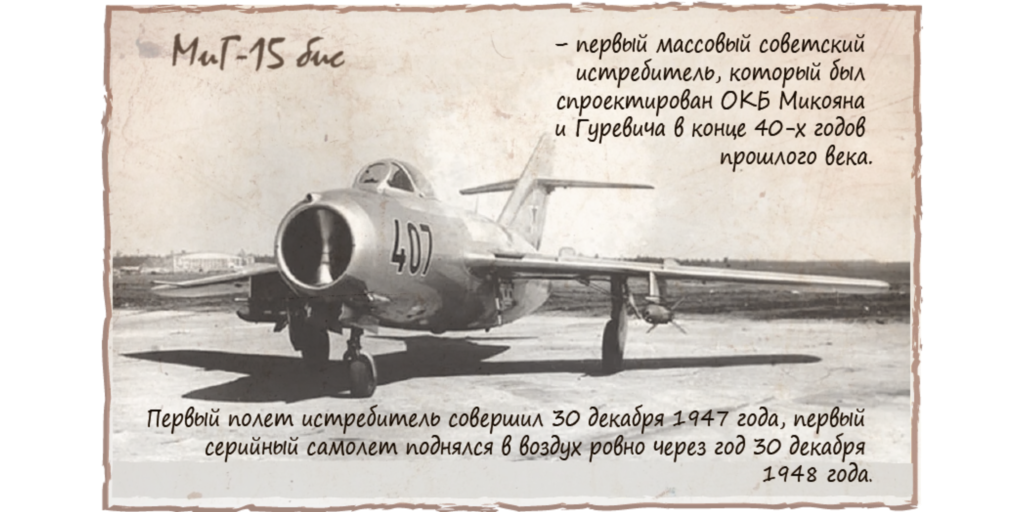 МиГ-15 бис
– первый массовый советский
истребитель, который был
спроектирован ОКБ Микояна
и Гуревича в конце 40-х годов
прошлого века.
407
Первый полет истребитель совершил 30 декабря 1947 года, первый
серийный самолет поднялся в воздух ровно через год 30 декабря
1948 года.